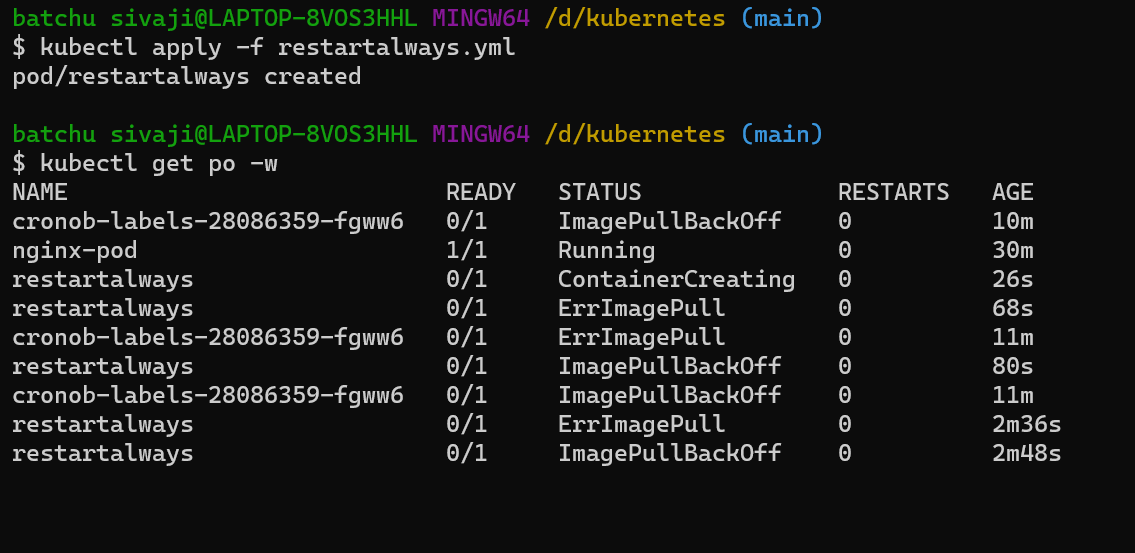 batchu sivaji@LAPTOP-8VOS3HHL MINGW64 /d/kubernetes (main)
$ kubectl apply -f restartalways.yml
pod/restartalways created
batchu sivaji@LAPTOP-8VOS3HHL MINGW64 /d/kubernetes (main)
$ kubectl get po -w
NAME READY STATUS RESTARTS AGE
cronob-labels-28086359-fgww6 0/1 ImagePullBackOff 0 10m
nginx-pod 1/1 Running 0 30m
restartalways 0/1 ContainerCreating 0 26s
restartalways 0/1 ErrImagePull 0 68s
cronob-labels-28086359-fgww6 0/1 ErrImagePull 0 11m
restartalways 0/1 ImagePullBackOff 0 80s
cronob-labels-28086359-fgww6 0/1 ImagePullBackOff 0 11m
restartalways 0/1 ErrImagePull 0 2m36s
restartalways 0/1 ImagePullBackOff 0 2m48s